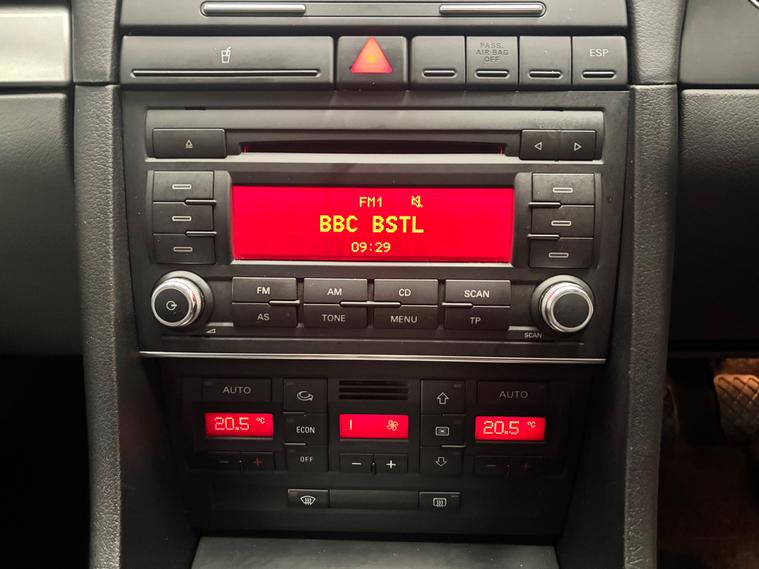 PASS.
AIR BAG
OFF
ESP
FM1
BBC BSTL
09:29
FM AM CD SCAN
AS TONE MENU TP
SCAN
AUTO AUTO
20.5 °C 20.5 °C
ECON
OFF